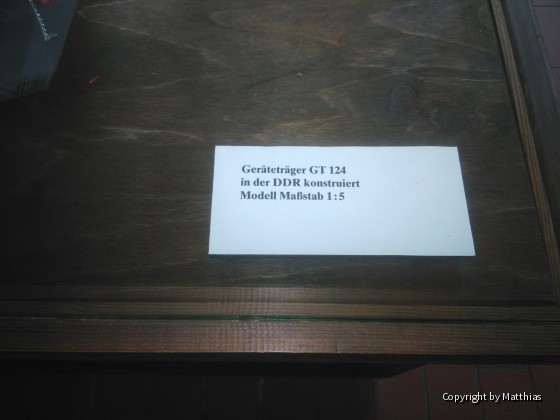 Geräteträger GT 124
in der DDR konstruiert
Modell Maßstab 1 : 5
Copyright by Matthias